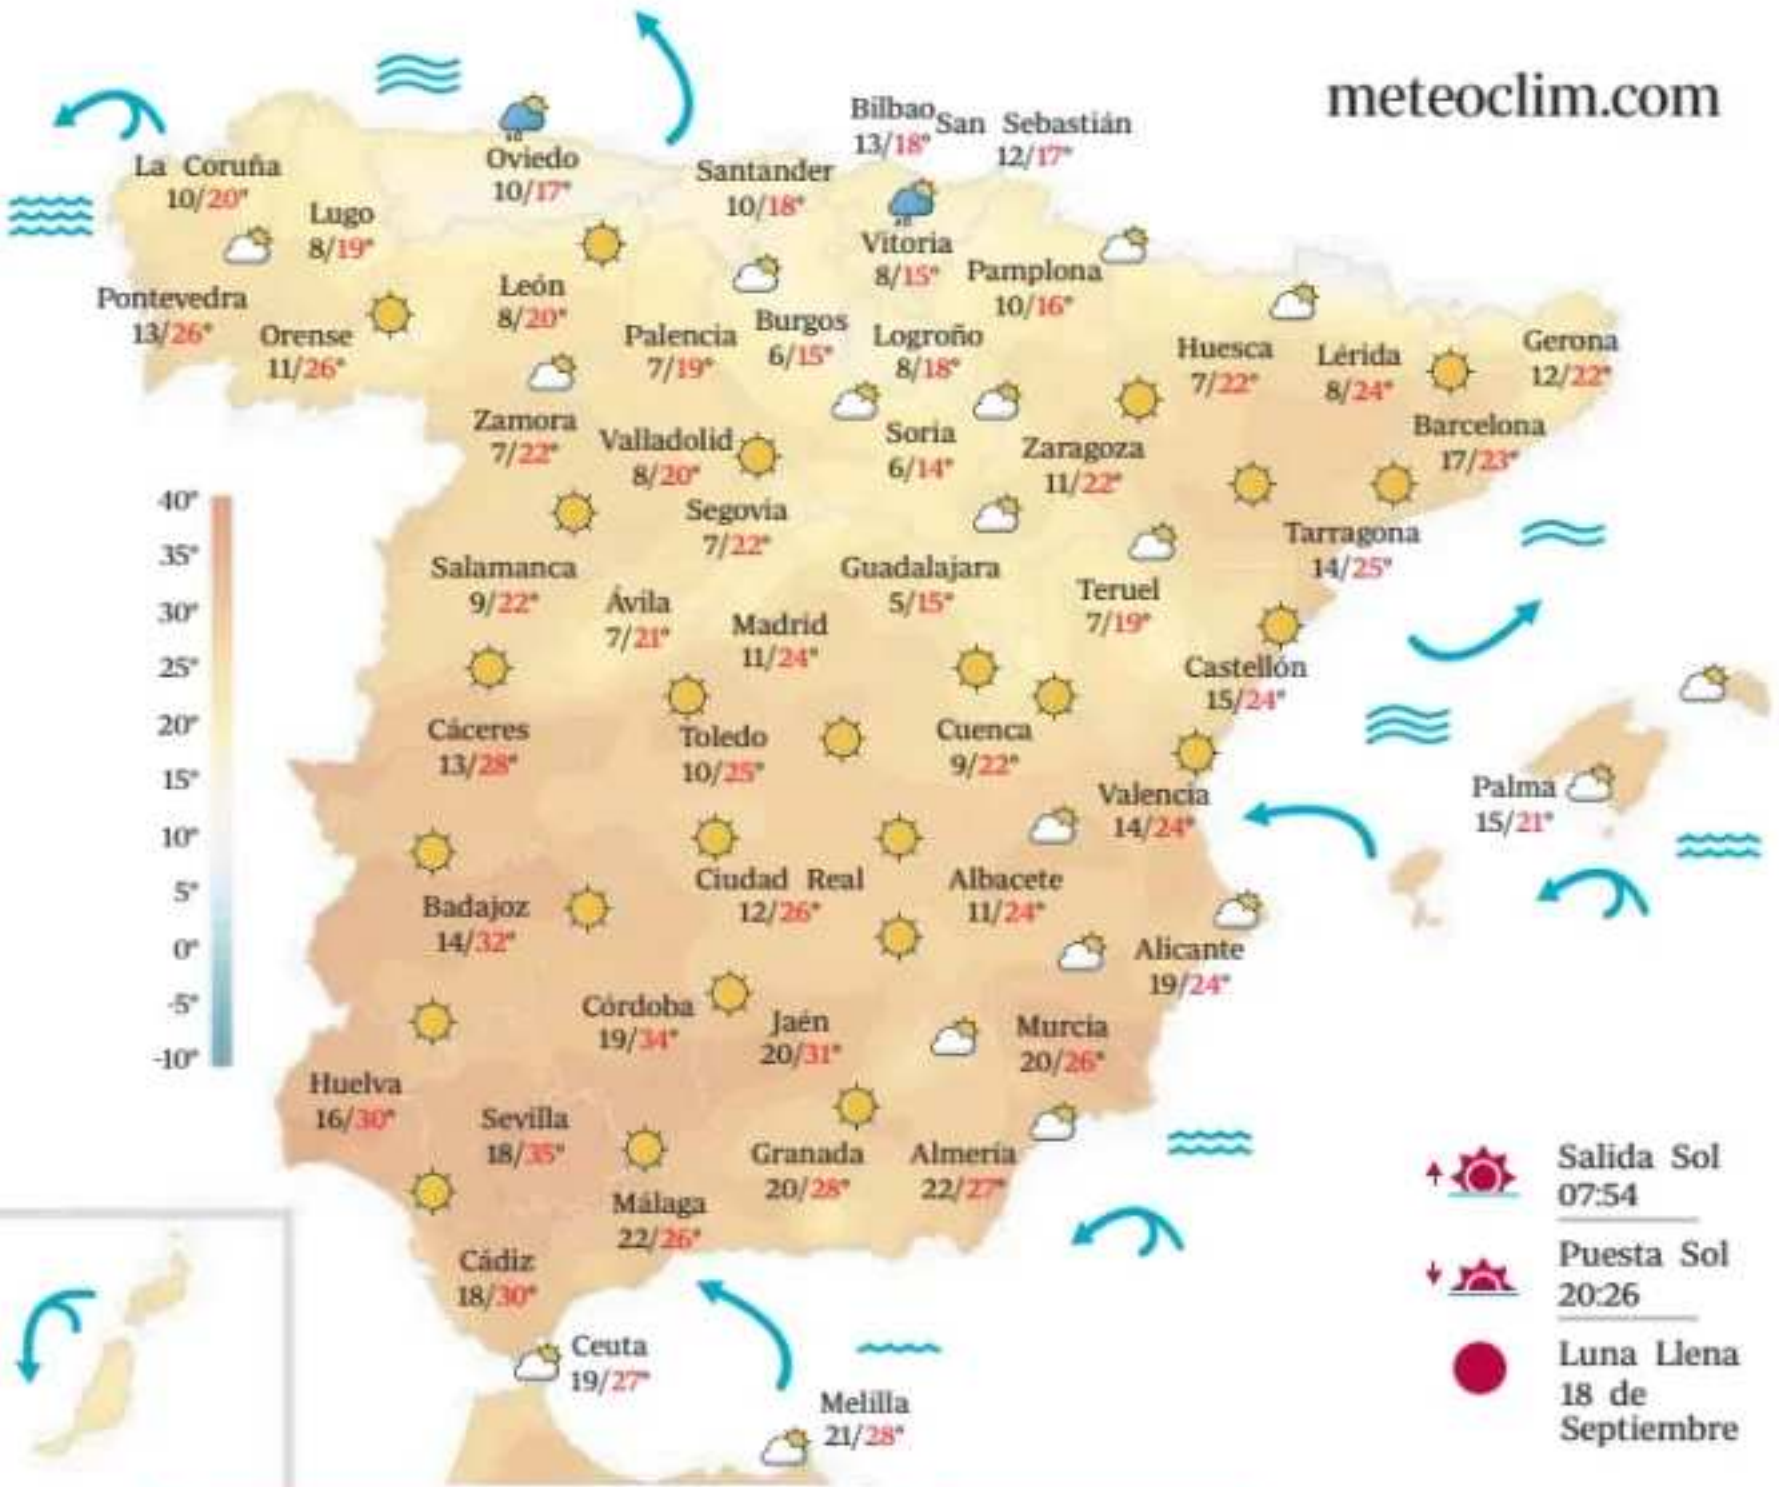 meteoclim.com
Bilbao
13/18°
San Sebastián
12/17°
La Coruña
10/20°
Oviedo
10/17°
Santander
10/18°
Lugo
8/19°
Vitoria
8/15°
Pamplona
10/16°
Pontevedra
13/26°
Orense
11/26°
León
8/20°
Palencia
7/19°
Burgos
6/15°
Logroño
8/18°
Huesca
7/22°
Lérida
8/24°
Gerona
12/22°
Zamora
7/22°
Valladolid
8/20°
Soria
6/14°
Zaragoza
11/22°
Barcelona
17/23°
Segovia
7/22°
Tarragona
14/25°
Salamanca
9/22°
Ávila
7/21°
Madrid
11/24°
Guadalajara
5/15°
Teruel
7/19°
Castellón
15/24°
Cáceres
13/28°
Toledo
10/25°
Cuenca
9/22°
Valencia
14/24°
Palma
15/21°
Badajoz
14/32°
Ciudad Real
12/26°
Albacete
11/24°
Alicante
19/24°
Córdoba
19/34°
Jaén
20/31°
Murcia
20/26°
Huelva
16/30°
Sevilla
18/35°
Granada
20/28°
Almería
22/27°
Málaga
22/26°
Cádiz
18/30°
Ceuta
19/27°
Melilla
21/28°
40°
35°
30°
25°
20°
15°
10°
5°
0°
-5°
-10°
Salida Sol
07:54
Puesta Sol
20:26
Luna Llena
18 de
Septiembre